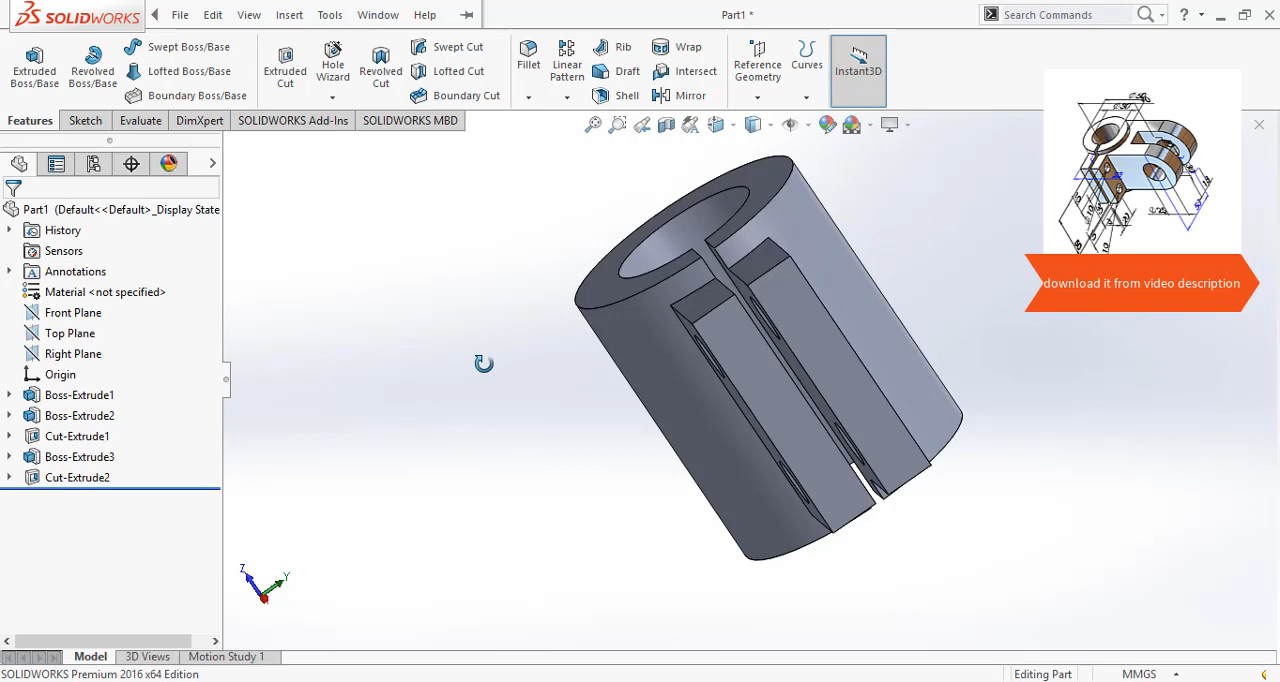 SOLIDWORKS
File Edit View Insert Tools Window Help
Part1 *
Search Commands
?
Extruded Boss/Base
Revolved Boss/Base
Swept Boss/Base
Lofted Boss/Base
Boundary Boss/Base
Extruded Cut
Hole Wizard
Revolved Cut
Swept Cut
Lofted Cut
Boundary Cut
Fillet
Linear Pattern
Rib
Draft
Shell
Wrap
Intersect
Mirror
Reference Geometry
Curves
Instant3D
Features Sketch Evaluate DimXpert SOLIDWORKS Add-Ins SOLIDWORKS MBD
Part1 (Default<<Default>_Display State
History
Sensors
Annotations
Material <not specified>
Front Plane
Top Plane
Right Plane
Origin
Boss-Extrude1
Boss-Extrude2
Cut-Extrude1
Boss-Extrude3
Cut-Extrude2
download it from video description
Z
Y
Model 3D Views Motion Study 1
SOLIDWORKS Premium 2016 x64 Edition
Editing Part
MMGS